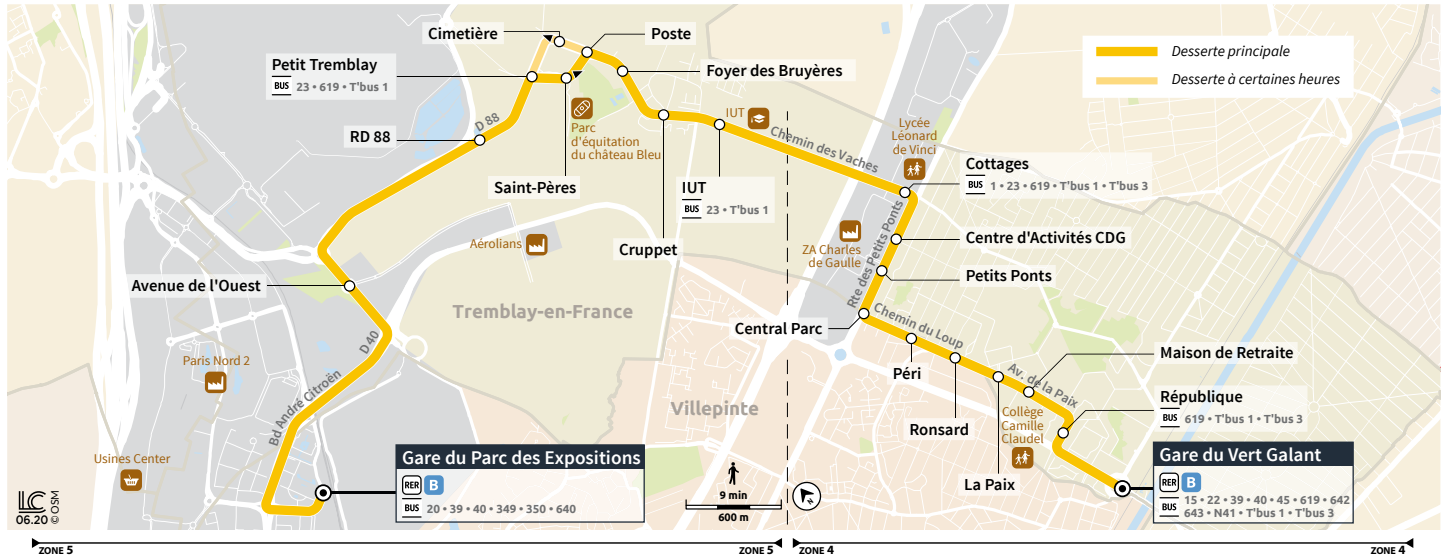 Cimetière
Poste
Petit Tremblay
BUS 23 • 619 • T'bus 1
Foyer des Bruyères
Desserte principale
Desserte à certaines heures
RD 88
D 88
Parc
d'équitation
du château Bleu
IUT
Chemin des Vaches
Lycée
Léonard
de Vinci
Saint-Pères
IUT
BUS 23 • T'bus 1
Cottages
BUS 1 • 23 • 619 • T'bus 1 • T'bus 3
Cruppet
Aérolians
ZA Charles
de Gaulle
Rte des Petits Ponts
Centre d'Activités CDG
Petits Ponts
Avenue de l'Ouest
Tremblay-en-France
Central Parc
Chemin du Loup
D 40
Paris Nord 2
Bd André Citroën
Péri
Villepinte
Ronsard
La Paix
Av. de la Paix
Maison de Retraite
République
BUS 619 • T'bus 1 • T'bus 3
Collège
Camille
Claudel
Usines Center
Gare du Parc des Expositions
RER B
BUS 20 • 39 • 40 • 349 • 350 • 640
9 min
600 m
Gare du Vert Galant
RER B
BUS 15 • 22 • 39 • 40 • 45 • 619 • 642
643 • N41 • T'bus 1 • T'bus 3
LC
06.20 © OSM
ZONE 5
ZONE 5
ZONE 4
ZONE 4